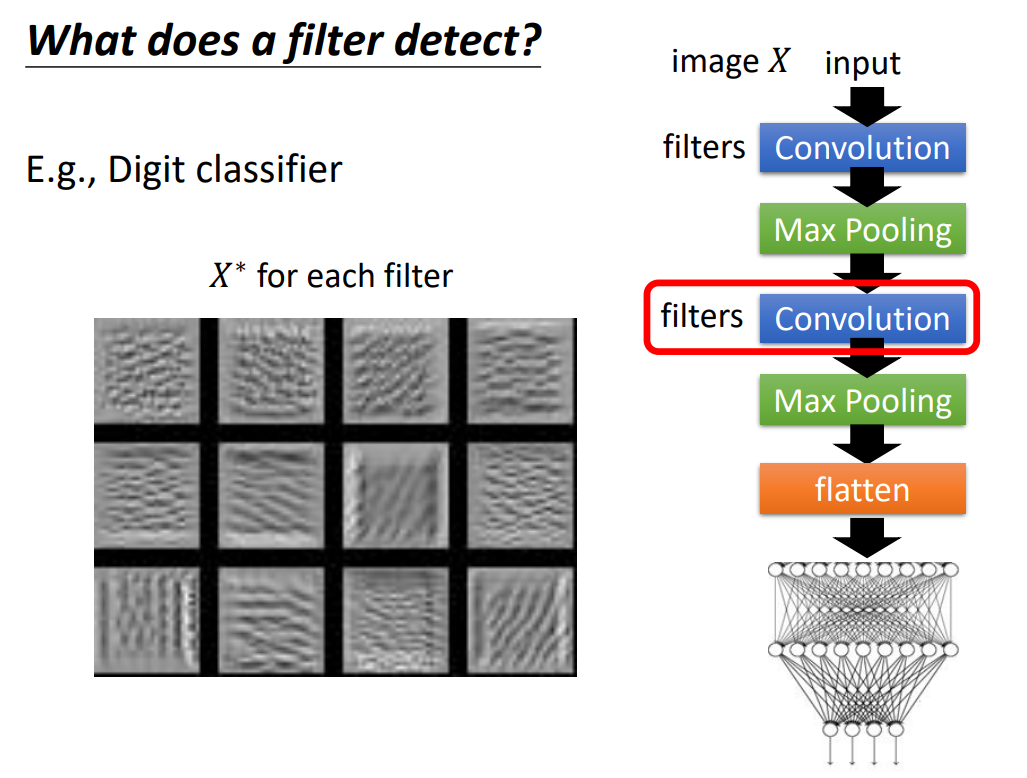 What does a filter detect?
E.g., Digit classifier
X* for each filter
image X input
filters Convolution
Max Pooling
filters Convolution
Max Pooling
flatten